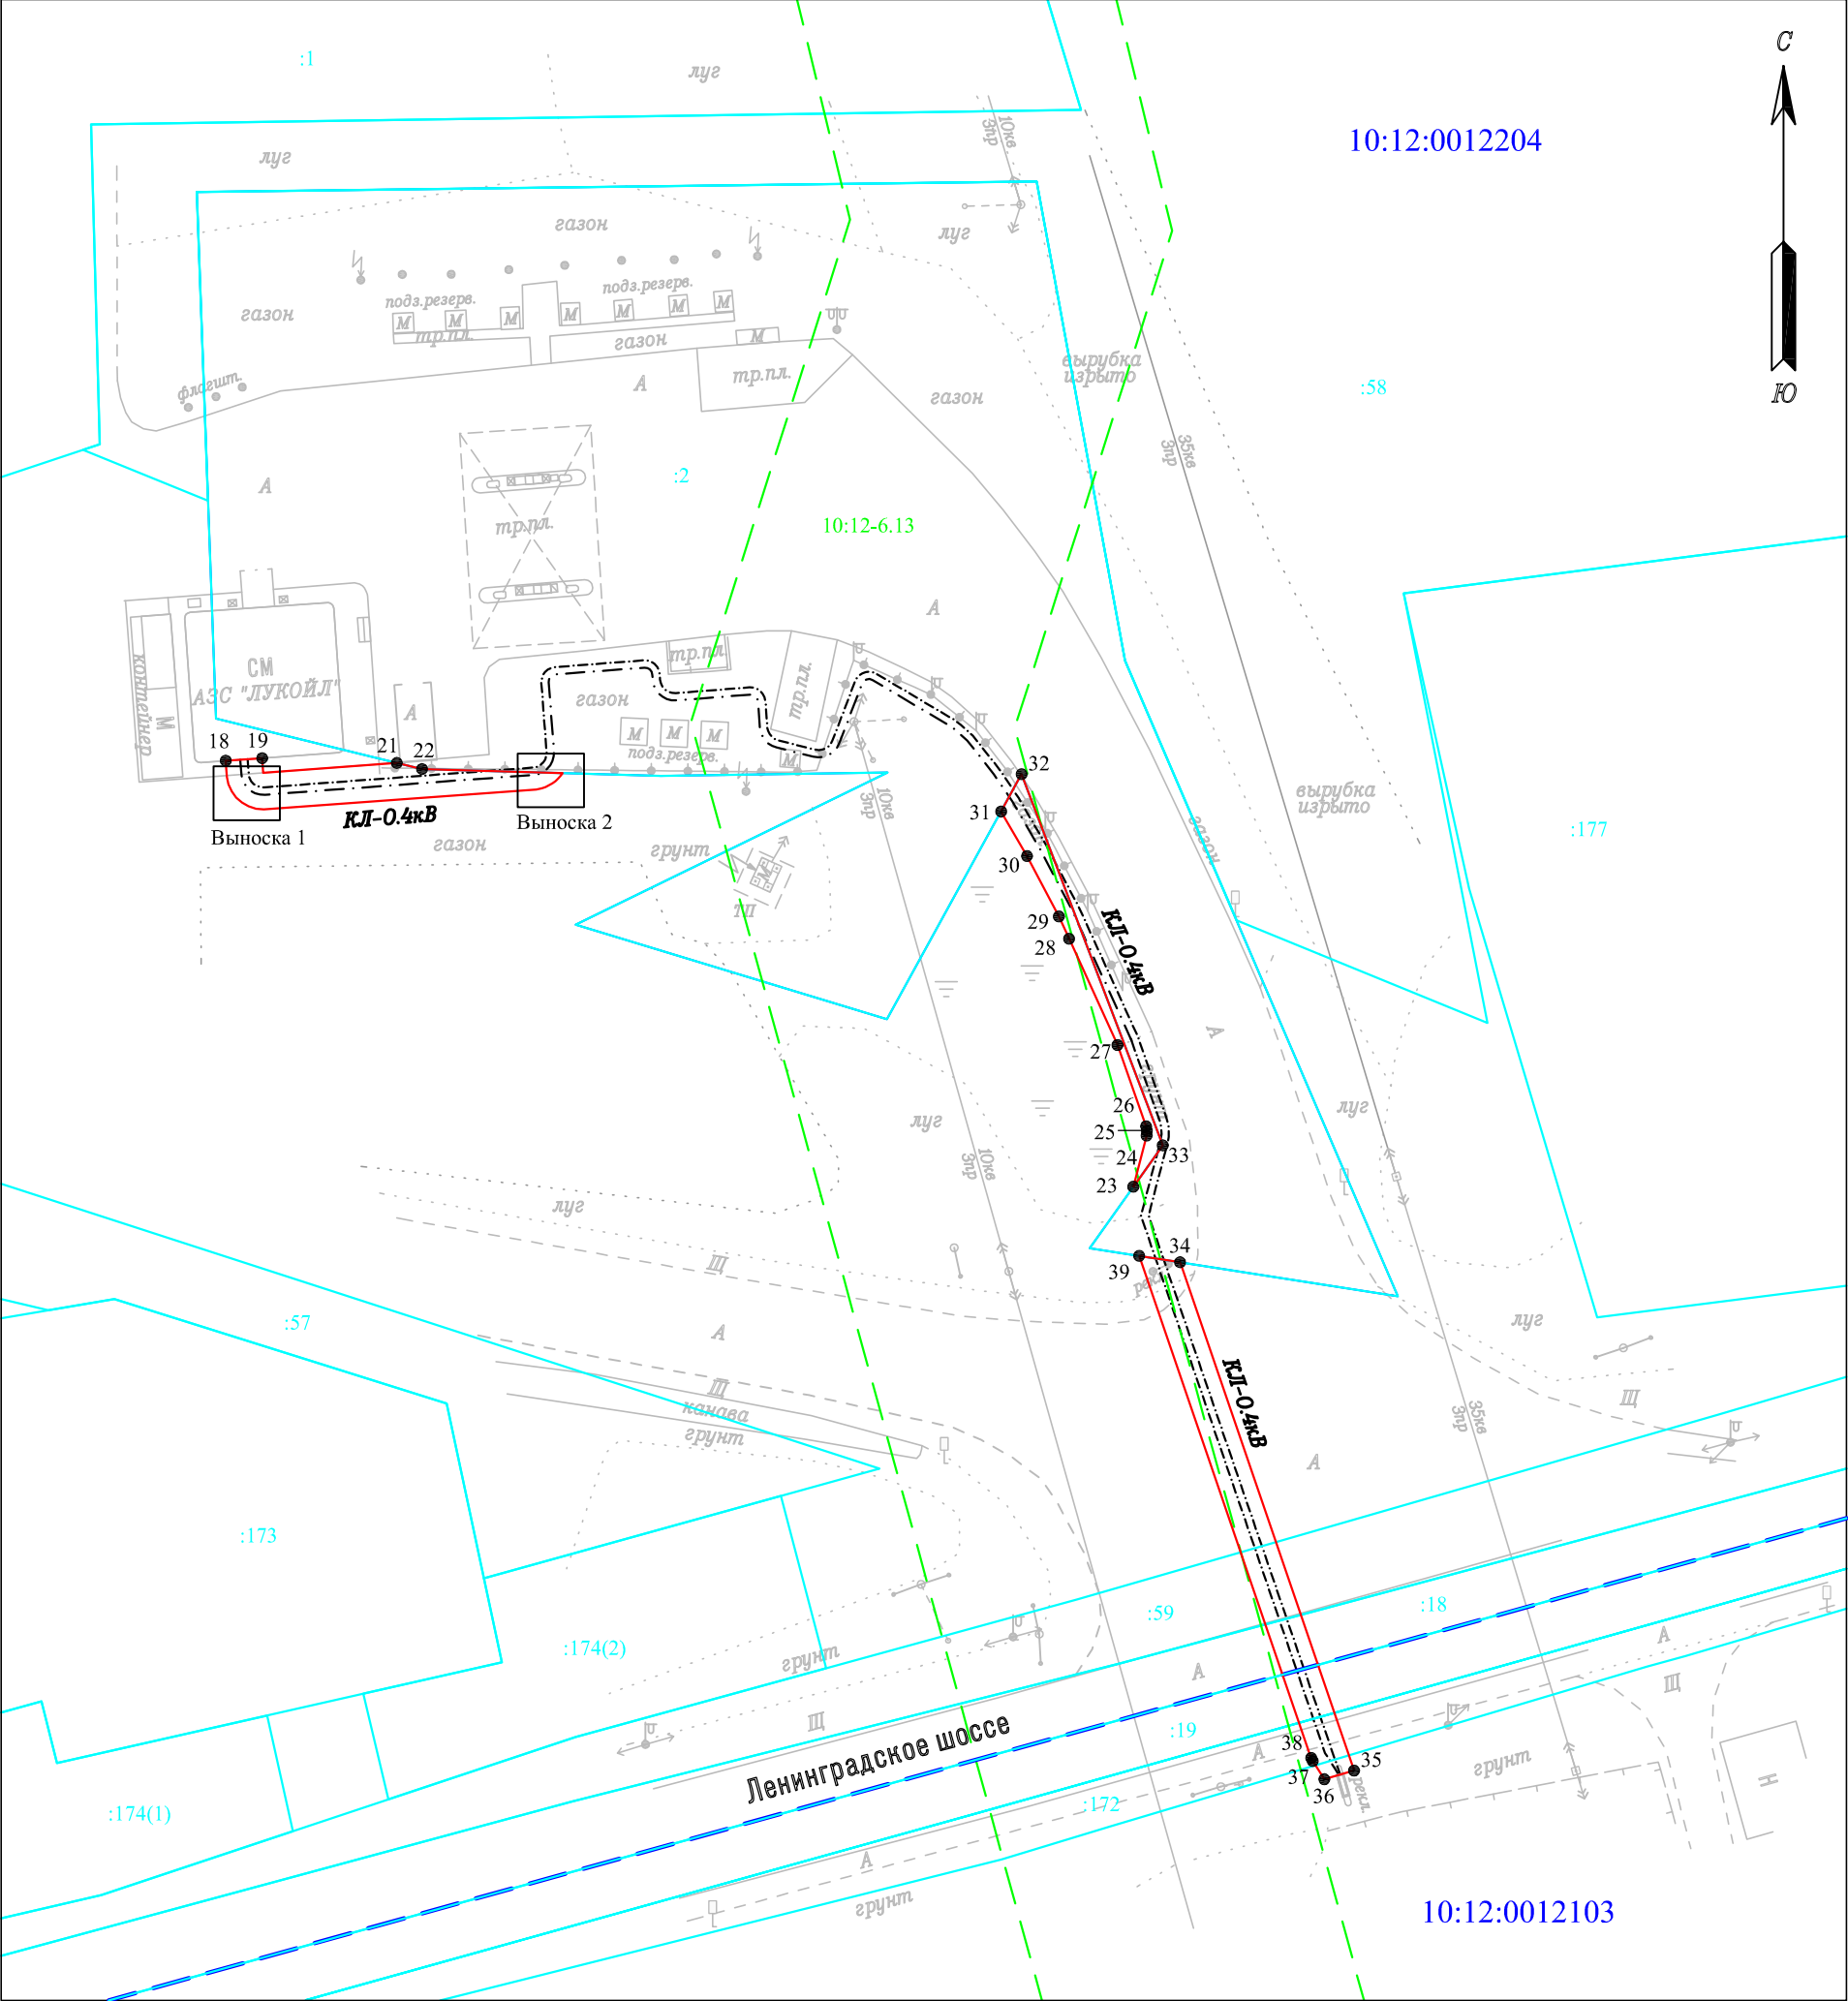 С
Ю
:1
луг
10кв
3пр
10:12:0012204
луг
газон
луг
подз.резерв.
подз.резерв.
газон
М
М
М
М
М
М
М
тр.пл.
газон
М
вырубка
изрыто
флагшт.
А
тр.пл.
газон
:58
35кв
3пр
:2
А
тр.пл.
10:12-6.13
А
контейнер
М
СМ
АЗС "ЛУКОЙЛ"
тр.пл.
тр.пл.
газон
А
М
М
М
подз.резерв.
М
18
19
21
22
32
31
КЛ-0.4кВ
Выноска 1
Выноска 2
10кв
3пр
вырубка
изрыто
:177
газон
газон
грунт
М
ТП
30
29
28
КЛ-0.4кВ
А
27
26
25
24
33
23
луг
луг
10кв
3пр
луг
34
39
Щ
:57
А
луг
Щ
канава
грунт
КЛ-0.4кВ
35кв
3пр
Щ
А
:173
:59
:18
:174(2)
грунт
А
А
Щ
Щ
:19
А
Ленинградское шоссе
38
37
36
35
рекл.
грунт
Н
:174(1)
:172
А
грунт
10:12:0012103